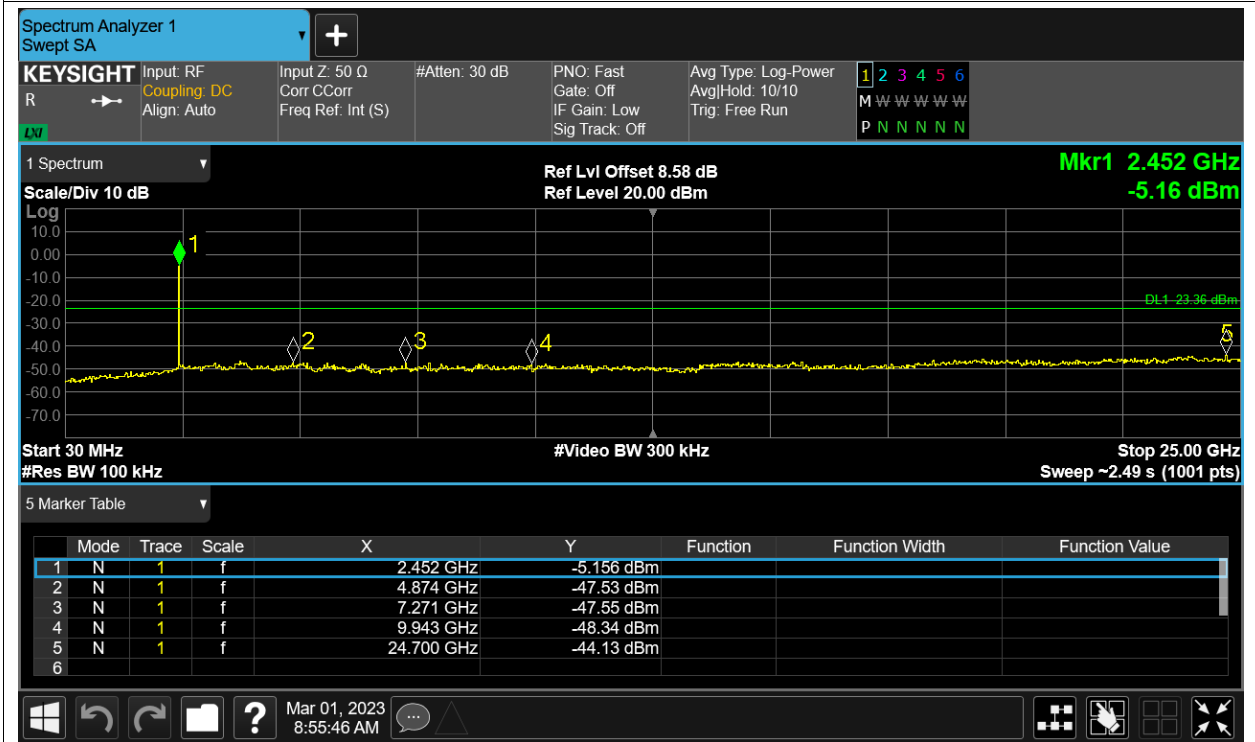 Spectrum Analyzer 1
Swept SA
+
KEYSIGHT
R
LXI
Input: RF
Coupling: DC
Align: Auto
Input Z: 50 Ω
Corr CCorr
Freq Ref: Int (S)
#Atten: 30 dB
PNO: Fast
Gate: Off
IF Gain: Low
Sig Track: Off
Avg Type: Log-Power
Avg|Hold: 10/10
Trig: Free Run
1 2 3 4 5 6
M W W W W W
P N N N N N
1 Spectrum
Scale/Div 10 dB
Ref Lvl Offset 8.58 dB
Ref Level 20.00 dBm
Mkr1 2.452 GHz
-5.16 dBm
Log
10.0
0.00
-10.0
-20.0
-30.0
-40.0
-50.0
-60.0
-70.0
1
2
3
4
5
DL1 -23.36 dBm
Start 30 MHz
#Res BW 100 kHz
#Video BW 300 kHz
Stop 25.00 GHz
Sweep ~2.49 s (1001 pts)
5 Marker Table
Mode Trace Scale X Y Function Function Width Function Value
1 N 1 f 2.452 GHz -5.156 dBm
2 N 1 f 4.874 GHz -47.53 dBm
3 N 1 f 7.271 GHz -47.55 dBm
4 N 1 f 9.943 GHz -48.34 dBm
5 N 1 f 24.700 GHz -44.13 dBm
6
?
Mar 01, 2023
8:55:46 AM